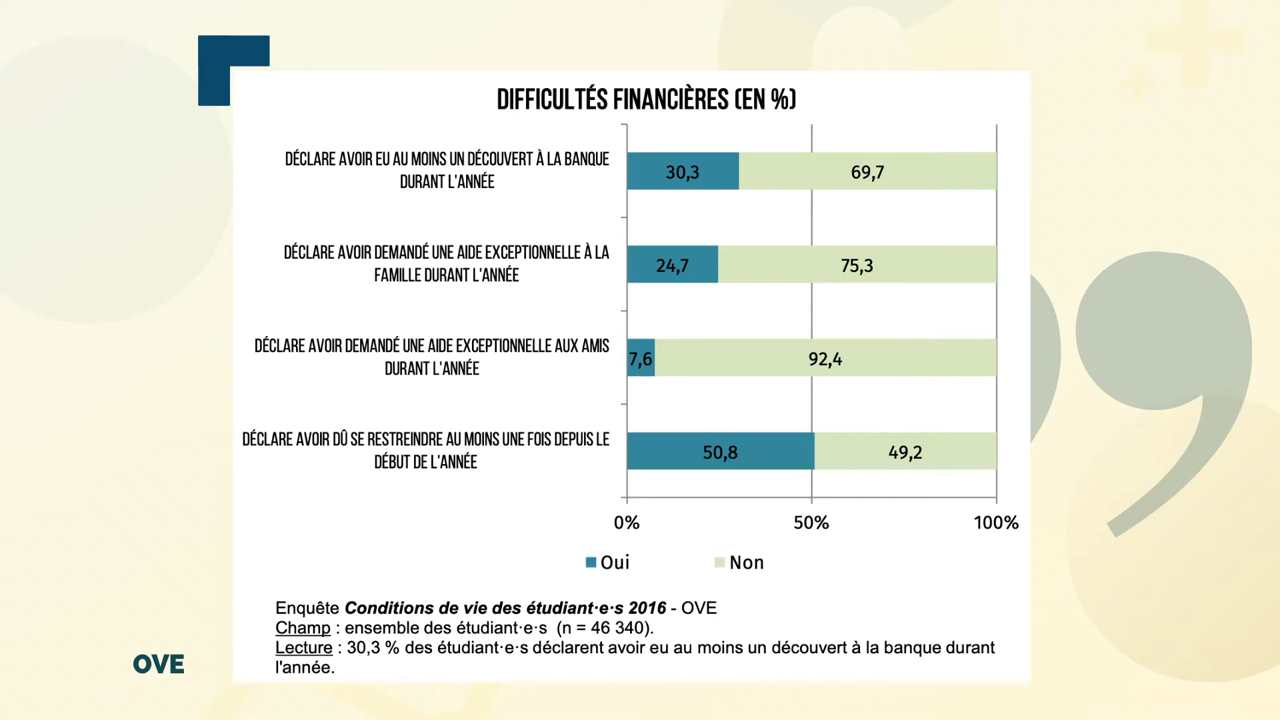 DIFFICULTÉS FINANCIÈRES (EN %)
DÉCLARE AVOIR EU AU MOINS UN DÉCOUVERT À LA BANQUE
DURANT L'ANNÉE
30,3
69,7
DÉCLARE AVOIR DEMANDÉ UNE AIDE EXCEPTIONNELLE À LA
FAMILLE DURANT L'ANNÉE
24,7
75,3
DÉCLARE AVOIR DEMANDÉ UNE AIDE EXCEPTIONNELLE AUX AMIS
DURANT L'ANNÉE
7,6
92,4
DÉCLARE AVOIR DÛ SE RESTREINDRE AU MOINS UNE FOIS DEPUIS LE
DÉBUT DE L'ANNÉE
50,8
49,2
0%
50%
100%
Oui
Non
Enquête Conditions de vie des étudiant·e·s 2016 - OVE
Champ : ensemble des étudiant·e·s (n = 46 340).
Lecture : 30,3 % des étudiant·e·s déclarent avoir eu au moins un découvert à la banque durant
l'année.
OVE